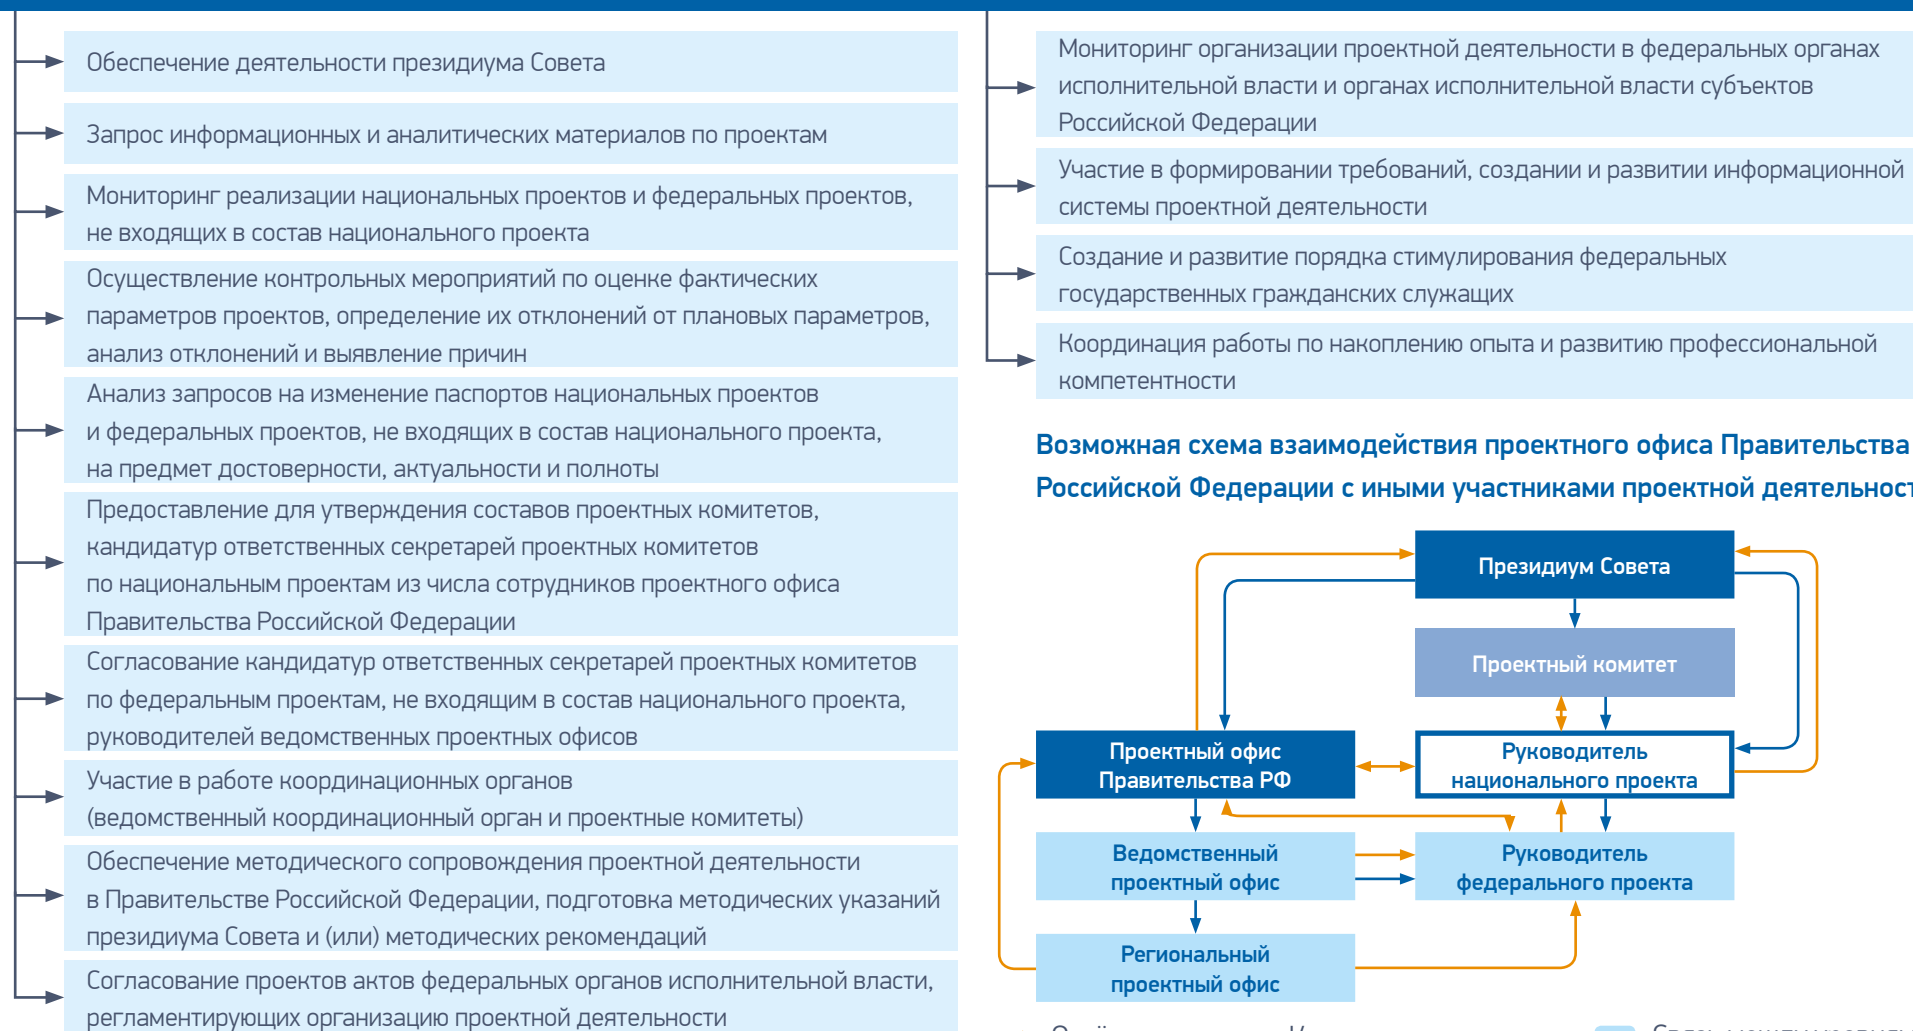 Обеспечение деятельности президиума Совета
Запрос информационных и аналитических материалов по проектам
Мониторинг реализации национальных проектов и федеральных проектов,
не входящих в состав национального проекта
Осуществление контрольных мероприятий по оценке фактических
параметров проектов, определение их отклонений от плановых параметров,
анализ отклонений и выявление причин
Анализ запросов на изменение паспортов национальных проектов
и федеральных проектов, не входящих в состав национального проекта,
на предмет достоверности, актуальности и полноты
Предоставление для утверждения составов проектных комитетов,
кандидатур ответственных секретарей проектных комитетов
по национальным проектам из числа сотрудников проектного офиса
Правительства Российской Федерации
Согласование кандидатур ответственных секретарей проектных комитетов
по федеральным проектам, не входящим в состав национального проекта,
руководителей ведомственных проектных офисов
Участие в работе координационных органов
(ведомственный координационный орган и проектные комитеты)
Обеспечение методического сопровождения проектной деятельности
в Правительстве Российской Федерации, подготовка методических указаний
президиума Совета и (или) методических рекомендаций
Согласование проектов актов федеральных органов исполнительной власти,
регламентирующих организацию проектной деятельности
Мониторинг организации проектной деятельности в федеральных органах
исполнительной власти и органах исполнительной власти субъектов
Российской Федерации
Участие в формировании требований, создании и развитии информационной
системы проектной деятельности
Создание и развитие порядка стимулирования федеральных
государственных гражданских служащих
Координация работы по накоплению опыта и развитию профессиональной
компетентности
Возможная схема взаимодействия проектного офиса Правительства
Российской Федерации с иными участниками проектной деятельност
Президиум Совета
Проектный комитет
Проектный офис
Правительства РФ
Руководитель
национального проекта
Ведомственный
проектный офис
Руководитель
федерального проекта
Региональный
проектный офис